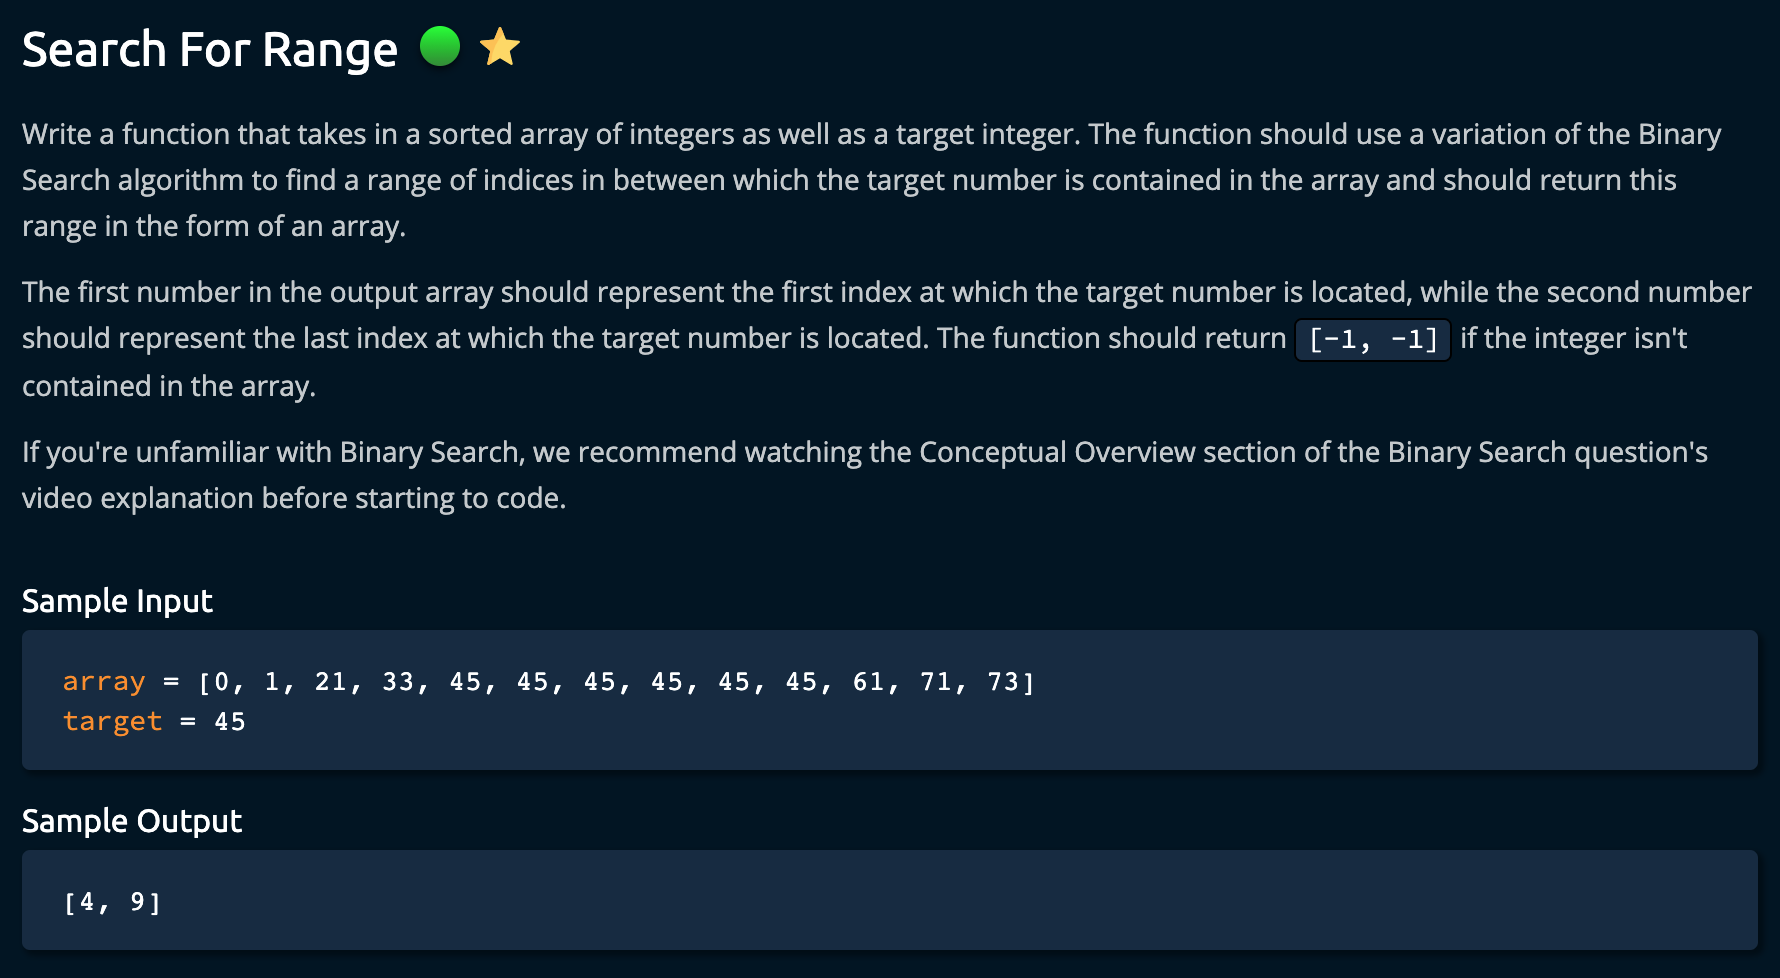 Search For Range
Write a function that takes in a sorted array of integers as well as a target integer. The function should use a variation of the Binary
Search algorithm to find a range of indices in between which the target number is contained in the array and should return this
range in the form of an array.
The first number in the output array should represent the first index at which the target number is located, while the second number
should represent the last index at which the target number is located. The function should return [-1, -1] if the integer isn't
contained in the array.
If you're unfamiliar with Binary Search, we recommend watching the Conceptual Overview section of the Binary Search question's
video explanation before starting to code.
Sample Input
array = [0, 1, 21, 33, 45, 45, 45, 45, 45, 45, 61, 71, 73]
target = 45
Sample Output
[4, 9]